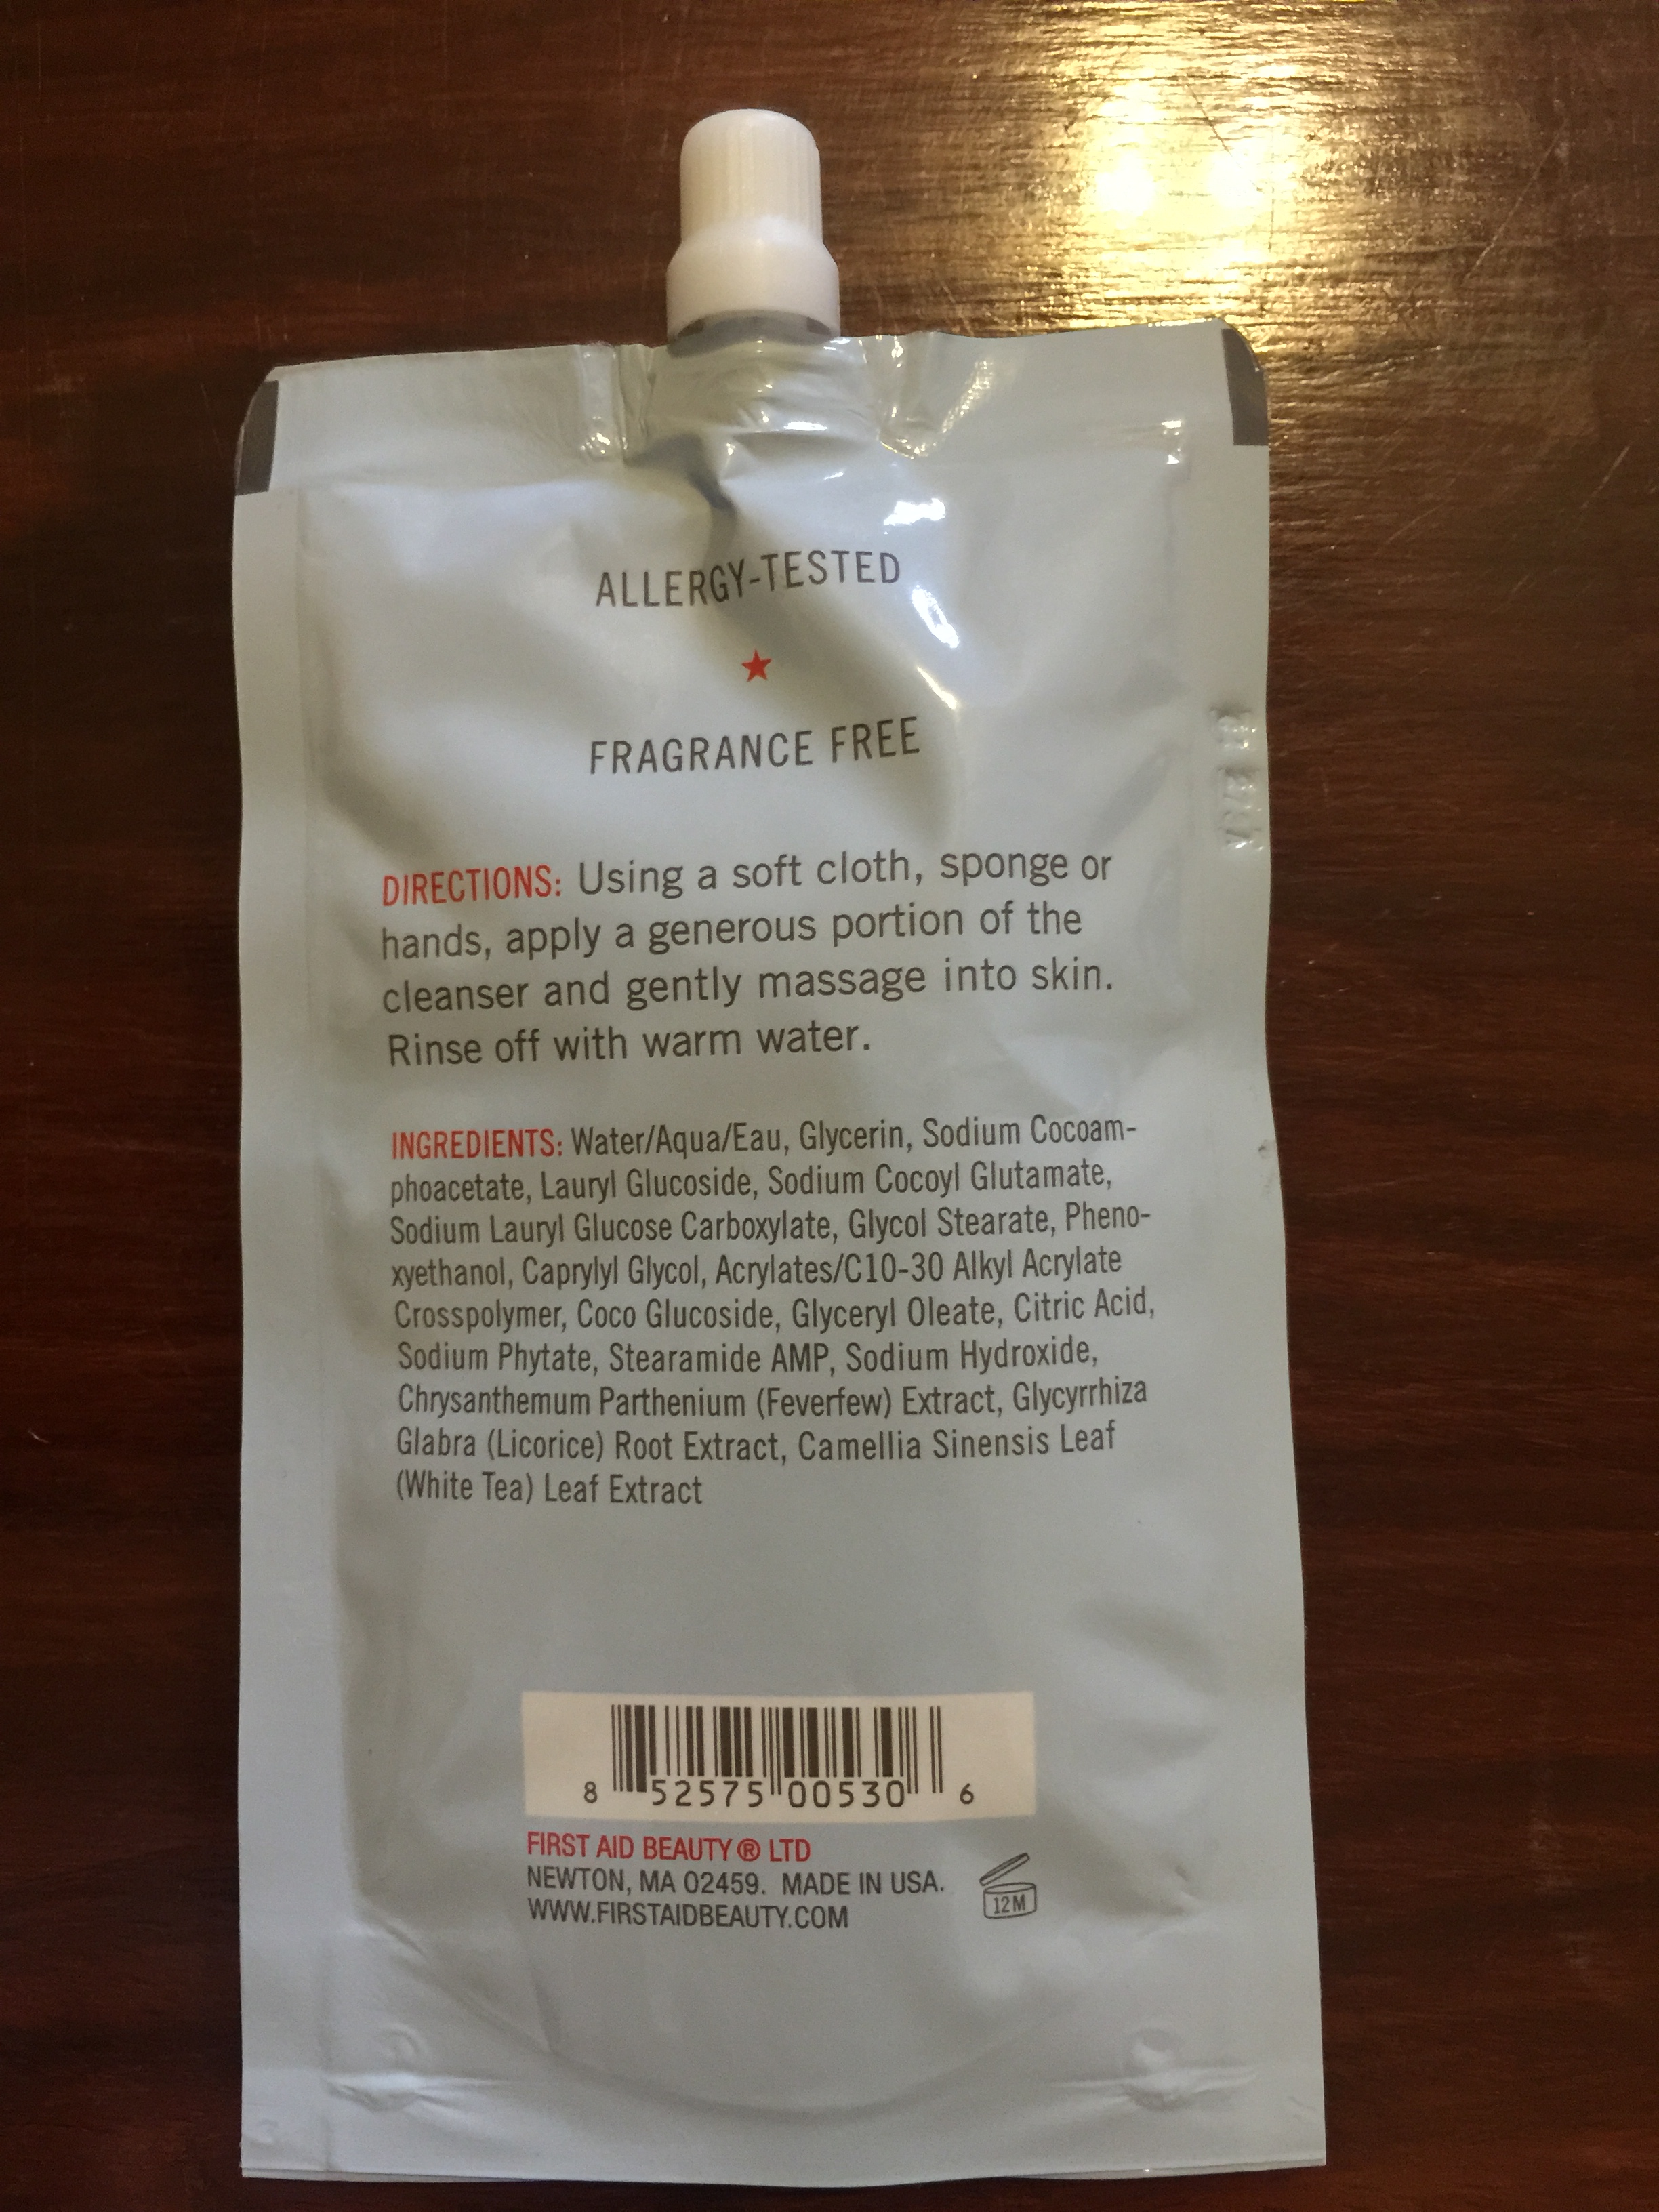 ALLERGY-TESTED
FRAGRANCE FREE
DIRECTIONS: Using a soft cloth, sponge or
hands, apply a generous portion of the
cleanser and gently massage into skin.
Rinse off with warm water.
INGREDIENTS: Water/Aqua/Eau, Glycerin, Sodium Cocoam-
phoacetate, Lauryl Glucoside, Sodium Cocoyl Glutamate,
Sodium Lauryl Glucose Carboxylate, Glycol Stearate, Pheno-
xyethanol, Caprylyl Glycol, Acrylates/C10-30 Alkyl Acrylate
Crosspolymer, Coco Glucoside, Glyceryl Oleate, Citric Acid,
Sodium Phytate, Stearamide AMP, Sodium Hydroxide,
Chrysanthemum Parthenium (Feverfew) Extract, Glycyrrhiza
Glabra (Licorice) Root Extract, Camellia Sinensis Leaf
(White Tea) Leaf Extract
8 52575 00530 6
FIRST AID BEAUTY ® LTD
NEWTON, MA 02459. MADE IN USA.
WWW.FIRSTAIDBEAUTY.COM
12M